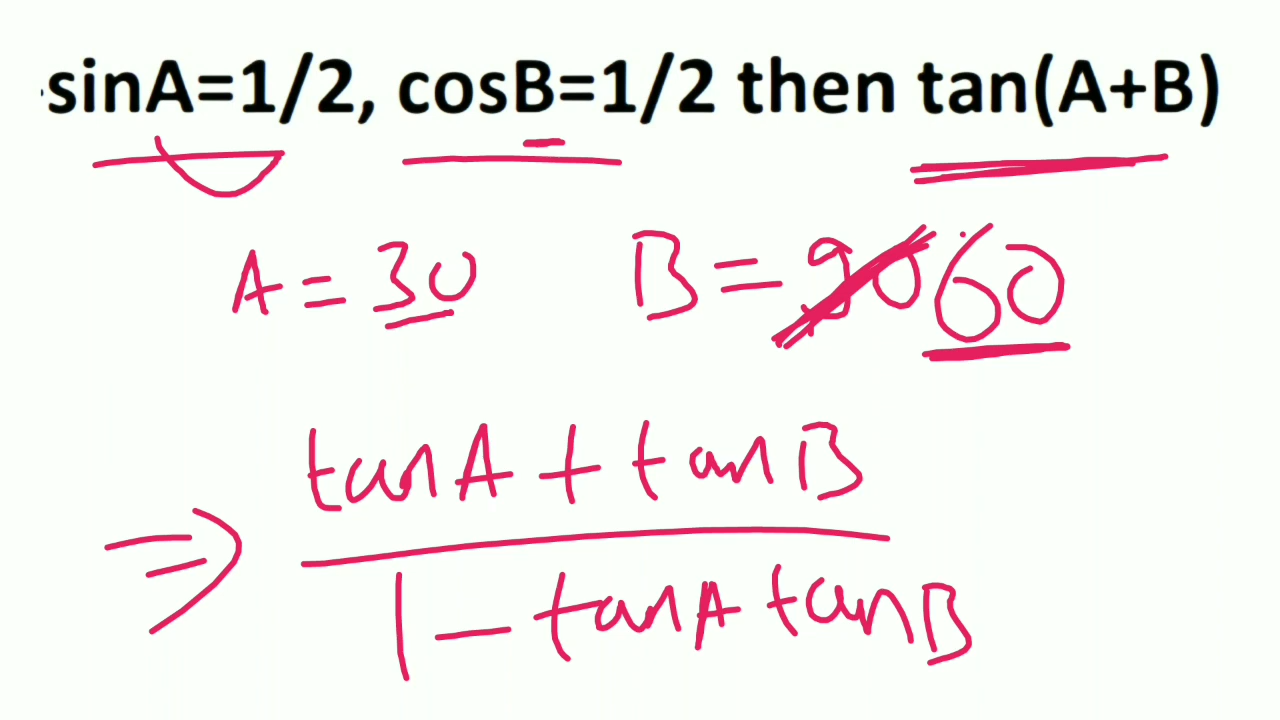 sinA=1/2, cosB=1/2 then tan(A+B)
A = 30 B = 90 60
⇒ tanA + tanB
1 - tanA tanB